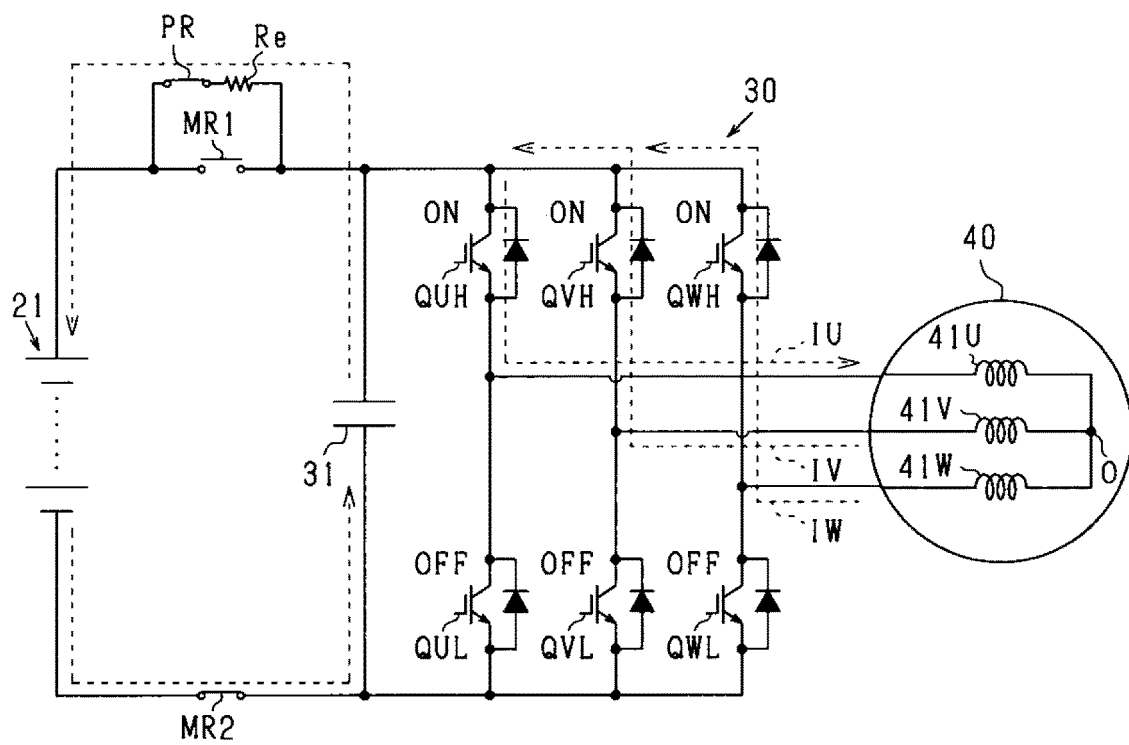 PR
Re
MR1
30
ON ON ON
QUH QVH QWH
40
21
IU
41U
41V
31
IV
41W
O
IW
OFF OFF OFF
QUL QVL QWL
MR2